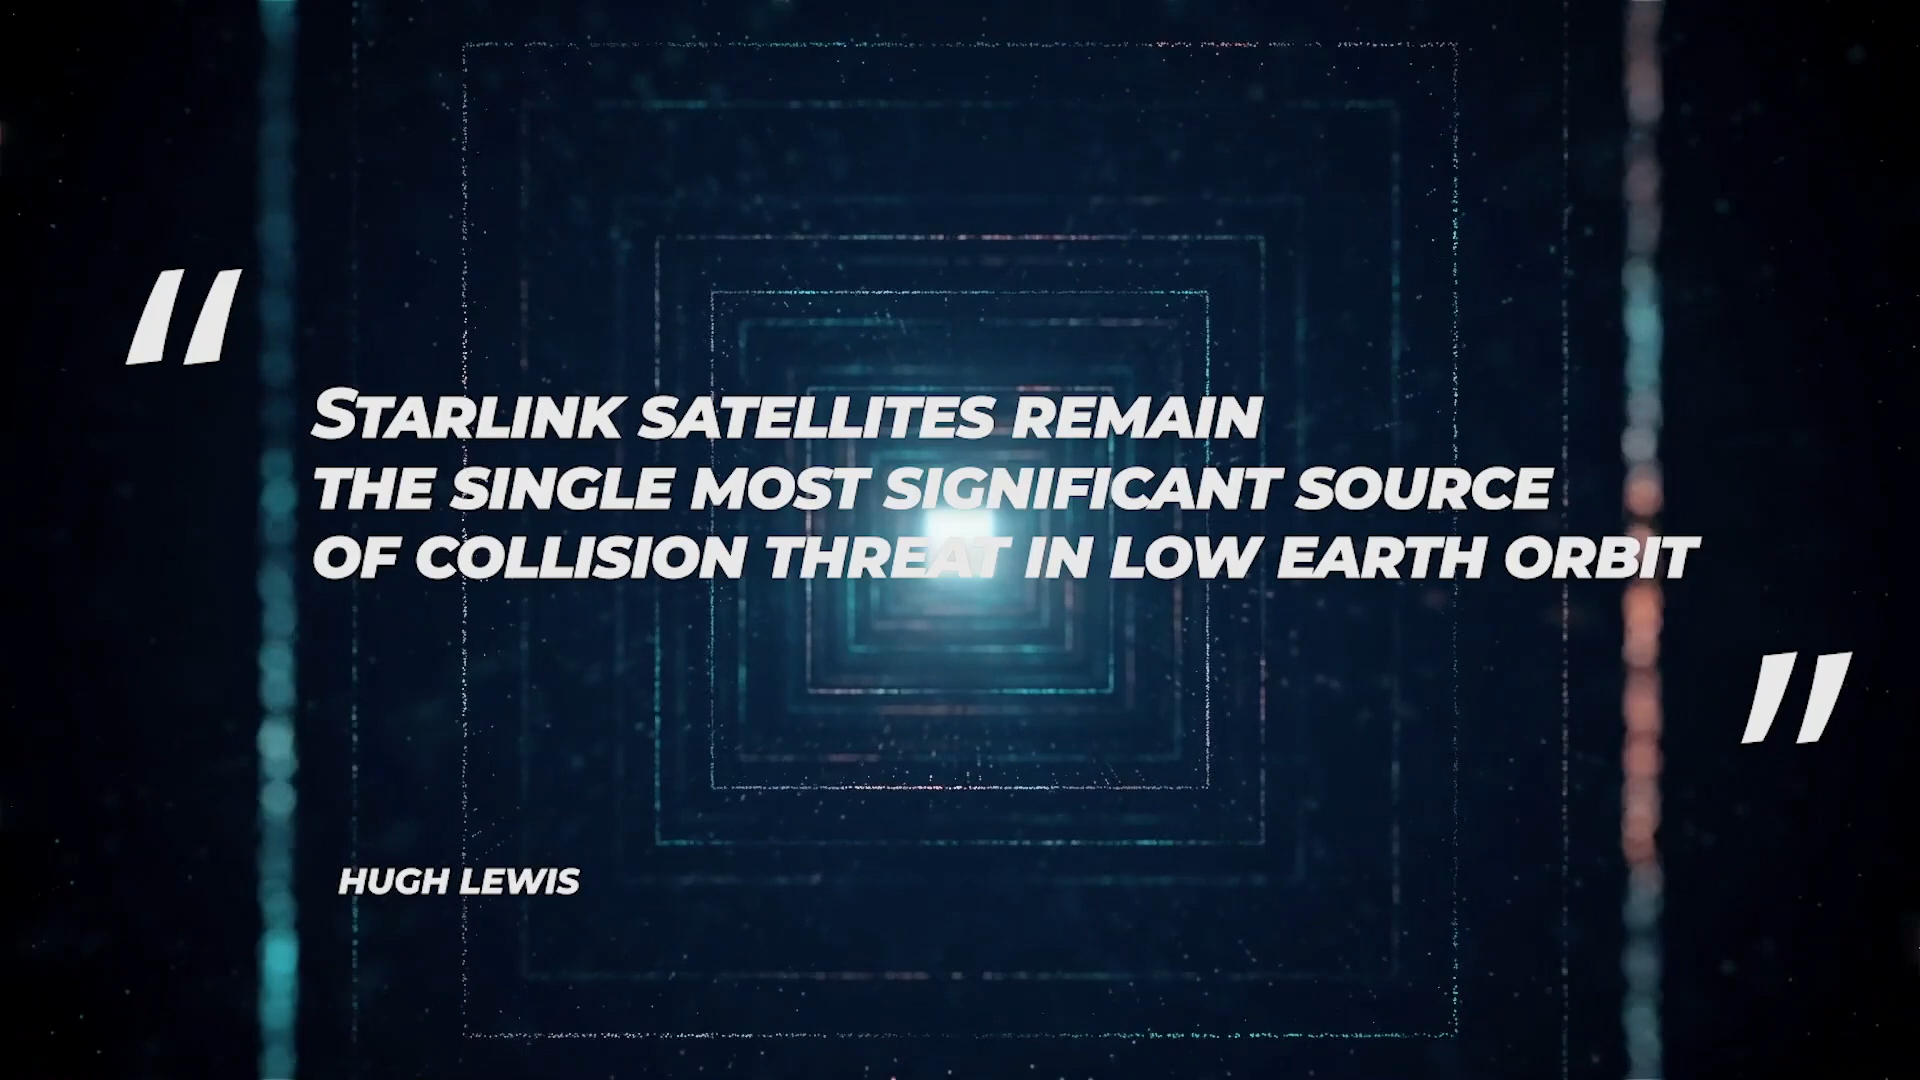 “
STARLINK SATELLITES REMAIN
THE SINGLE MOST SIGNIFICANT SOURCE
OF COLLISION THREAT IN LOW EARTH ORBIT
”
HUGH LEWIS